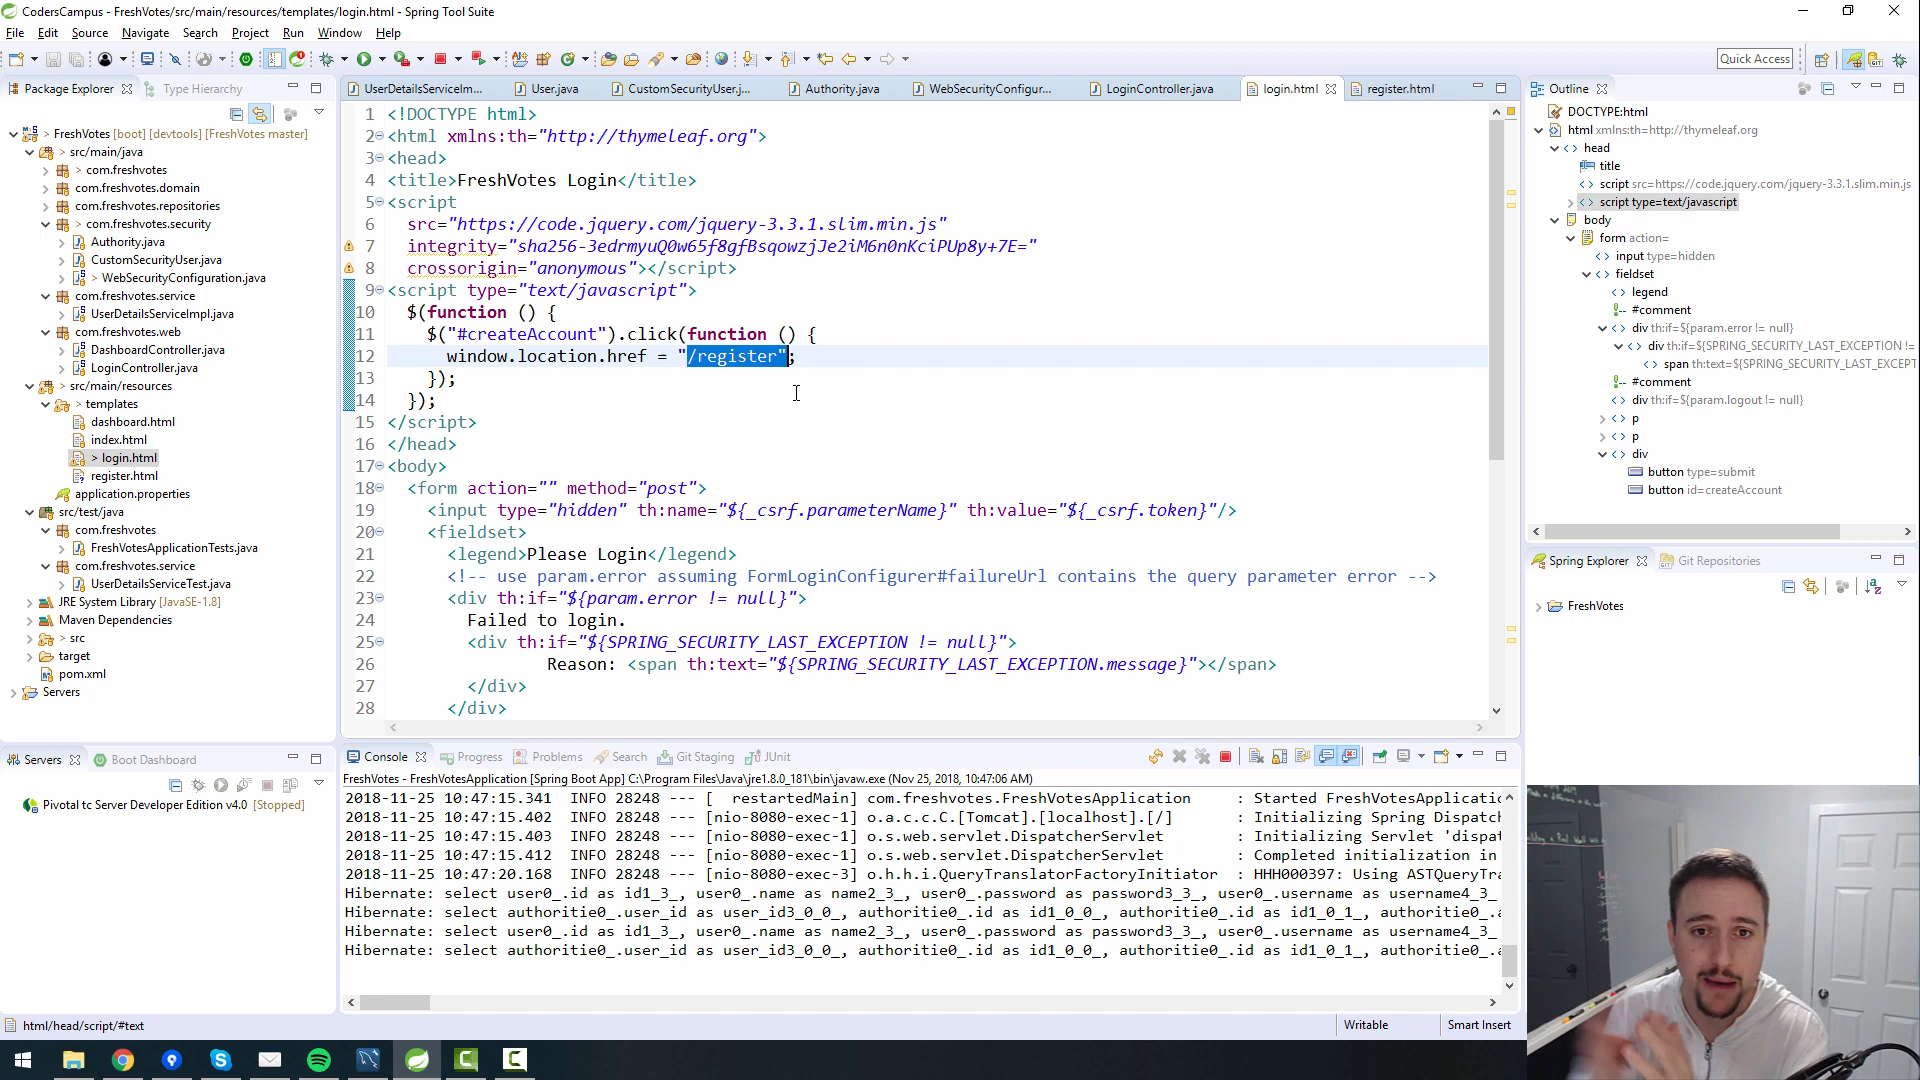 CodersCampus - FreshVotes/src/main/resources/templates/login.html - Spring Tool Suite
File Edit Source Navigate Search Project Run Window Help
Quick Access
Package Explorer
Type Hierarchy
FreshVotes [boot] [devtools] [FreshVotes master]
src/main/java
com.freshvotes
com.freshvotes.domain
com.freshvotes.repositories
com.freshvotes.security
Authority.java
CustomSecurityUser.java
WebSecurityConfiguration.java
com.freshvotes.service
UserDetailsServiceImpl.java
com.freshvotes.web
DashboardController.java
LoginController.java
src/main/resources
templates
dashboard.html
index.html
login.html
register.html
application.properties
src/test/java
com.freshvotes
FreshVotesApplicationTests.java
com.freshvotes.service
UserDetailsServiceTest.java
JRE System Library [JavaSE-1.8]
Maven Dependencies
src
target
pom.xml
Servers
UserDetailsServiceIm... User.java CustomSecurityUser.j... Authority.java WebSecurityConfigur... LoginController.java login.html register.html
1 <!DOCTYPE html>
2 <html xmlns:th="http://thymeleaf.org">
3 <head>
4 <title>FreshVotes Login</title>
5 <script
6 src="https://code.jquery.com/jquery-3.3.1.slim.min.js"
7 integrity="sha256-3edrmyuQ0w65f8gfBsqowzjJe2iM6n0nKciPUp8y+7E="
8 crossorigin="anonymous"></script>
9 <script type="text/javascript">
10 $(function () {
11 $("#createAccount").click(function () {
12 window.location.href = "/register";
13 });
14 });
15 </script>
16 </head>
17 <body>
18 <form action="" method="post">
19 <input type="hidden" th:name="${_csrf.parameterName}" th:value="${_csrf.token}"/>
20 <fieldset>
21 <legend>Please Login</legend>
22 <!-- use param.error assuming FormLoginConfigurer#failureUrl contains the query parameter error -->
23 <div th:if="${param.error != null}">
24 Failed to login.
25 <div th:if="${SPRING_SECURITY_LAST_EXCEPTION != null}">
26 Reason: <span th:text="${SPRING_SECURITY_LAST_EXCEPTION.message}"></span>
27 </div>
28 </div>
Outline
DOCTYPE:html
html xmlns:th=http://thymeleaf.org
head
title
script src=https://code.jquery.com/jquery-3.3.1.slim.min.js
script type=text/javascript
body
form action=
input type=hidden
fieldset
legend
#comment
div th:if=${param.error != null}
div th:if=${SPRING_SECURITY_LAST_EXCEPTION !=
span th:text=${SPRING_SECURITY_LAST_EXCEPT
#comment
div th:if=${param.logout != null}
p
p
div
button type=submit
button id=createAccount
Spring Explorer
Git Repositories
FreshVotes
Servers
Boot Dashboard
Pivotal tc Server Developer Edition v4.0 [Stopped]
Console Progress Problems Search Git Staging JUnit
FreshVotes - FreshVotesApplication [Spring Boot App] C:\Program Files\Java\jre1.8.0_181\bin\javaw.exe (Nov 25, 2018, 10:47:06 AM)
2018-11-25 10:47:15.341 INFO 28248 --- [ restartedMain] com.freshvotes.FreshVotesApplication : Started FreshVotesApplicatio
2018-11-25 10:47:15.402 INFO 28248 --- [nio-8080-exec-1] o.a.c.c.C.[Tomcat].[localhost].[/] : Initializing Spring Dispatc
2018-11-25 10:47:15.403 INFO 28248 --- [nio-8080-exec-1] o.s.web.servlet.DispatcherServlet : Initializing Servlet 'dispat
2018-11-25 10:47:15.412 INFO 28248 --- [nio-8080-exec-1] o.s.web.servlet.DispatcherServlet : Completed initialization in
2018-11-25 10:47:20.168 INFO 28248 --- [nio-8080-exec-3] o.h.h.i.QueryTranslatorFactoryInitiator : HHH000397: Using ASTQueryTra
Hibernate: select user0_.id as id1_3_, user0_.name as name2_3_, user0_.password as password3_3_, user0_.username as username4_3_
Hibernate: select authoritie0_.user_id as user_id3_0_0_, authoritie0_.id as id1_0_0_, authoritie0_.id as id1_0_1_, authoritie0_.a
Hibernate: select user0_.id as id1_3_, user0_.name as name2_3_, user0_.password as password3_3_, user0_.username as username4_3_
Hibernate: select authoritie0_.user_id as user_id3_0_0_, authoritie0_.id as id1_0_0_, authoritie0_.id as id1_0_1_, authoritie0_.a
html/head/script/#text
Writable
Smart Insert